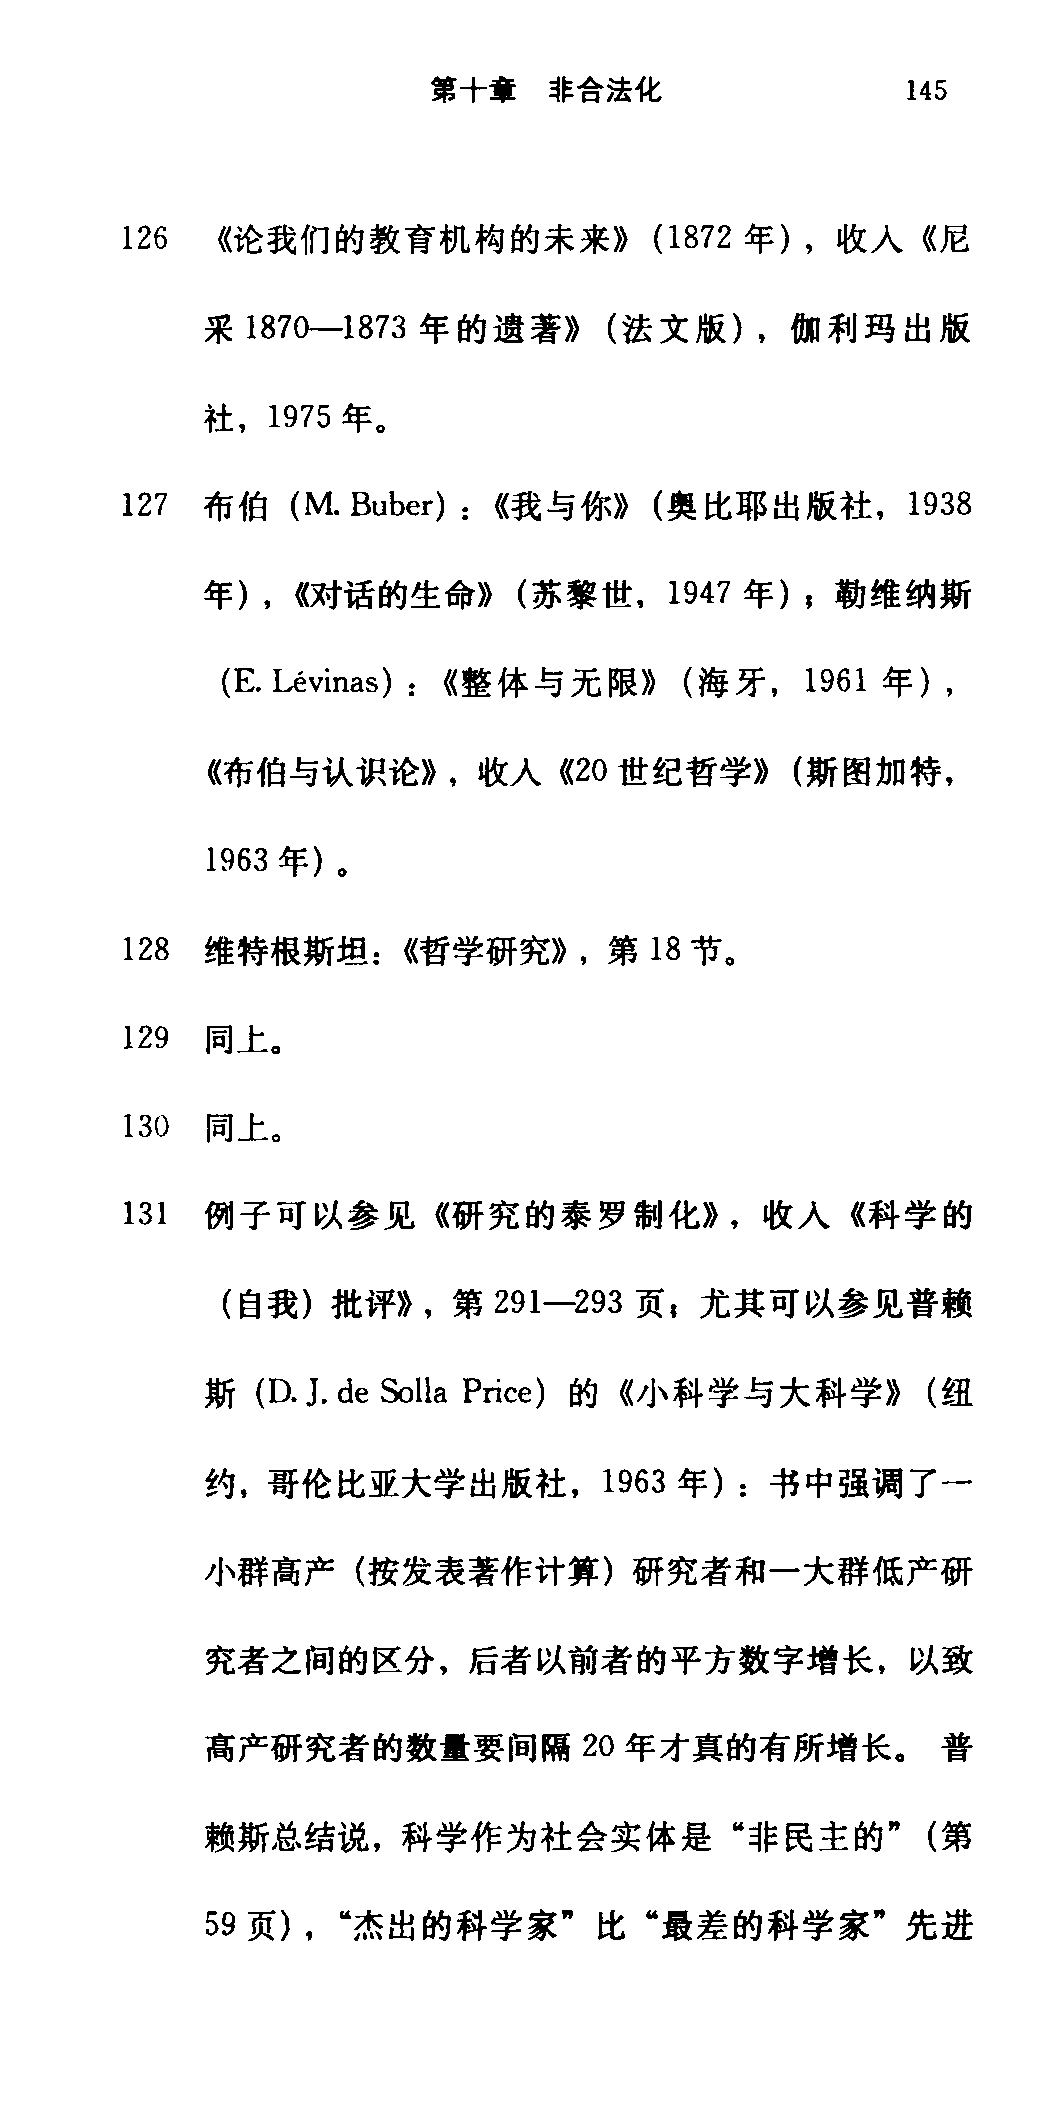 第十章 非合法化 145
126 《论我们的教育机构的未来》(1872 年),收入《尼
采 1870—1873 年的遗著》(法文版),伽利玛出版
社,1975 年。
127 布伯 (M. Buber):《我与你》(奥比耶出版社,1938
年),《对话的生命》(苏黎世,1947 年);勒维纳斯
(E. Lévinas):《整体与无限》(海牙,1961 年),
《布伯与认识论》,收入《20 世纪哲学》(斯图加特,
1963 年)。
128 维特根斯坦:《哲学研究》,第 18 节。
129 同上。
130 同上。
131 例子可以参见《研究的泰罗制化》,收入《科学的
(自我)批评》,第 291—293 页;尤其可以参见普赖
斯 (D. J. de Solla Price) 的《小科学与大科学》(纽
约,哥伦比亚大学出版社,1963 年):书中强调了一
小群高产(按发表著作计算)研究者和一大群低产研
究者之间的区分,后者以前者的平方数字增长,以致
高产研究者的数量要间隔 20 年才真的有所增长。 普
赖斯总结说,科学作为社会实体是“非民主的”(第
59 页),“杰出的科学家”比“最差的科学家”先进